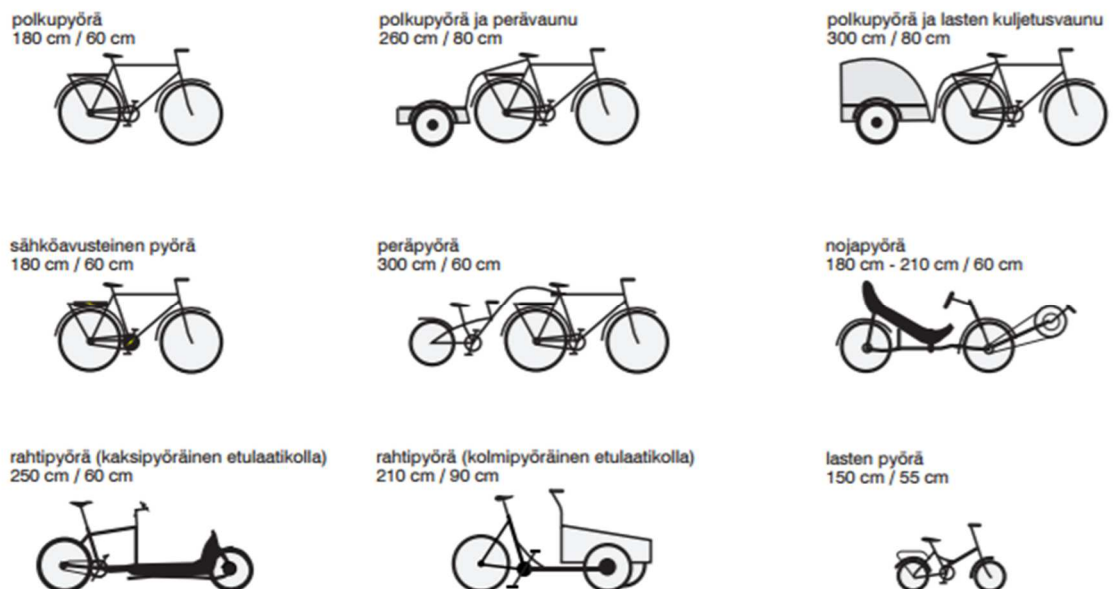 polkupyörä
180 cm / 60 cm
polkupyörä ja perävaunu
260 cm / 80 cm
polkupyörä ja lasten kuljetusvaunu
300 cm / 80 cm
sähköavusteinen pyörä
180 cm / 60 cm
peräpyörä
300 cm / 60 cm
nojapyörä
180 cm - 210 cm / 60 cm
rahtipyörä (kaksipyöräinen etulaatikolla)
250 cm / 60 cm
rahtipyörä (kolmipyöräinen etulaatikolla)
210 cm / 90 cm
lasten pyörä
150 cm / 55 cm